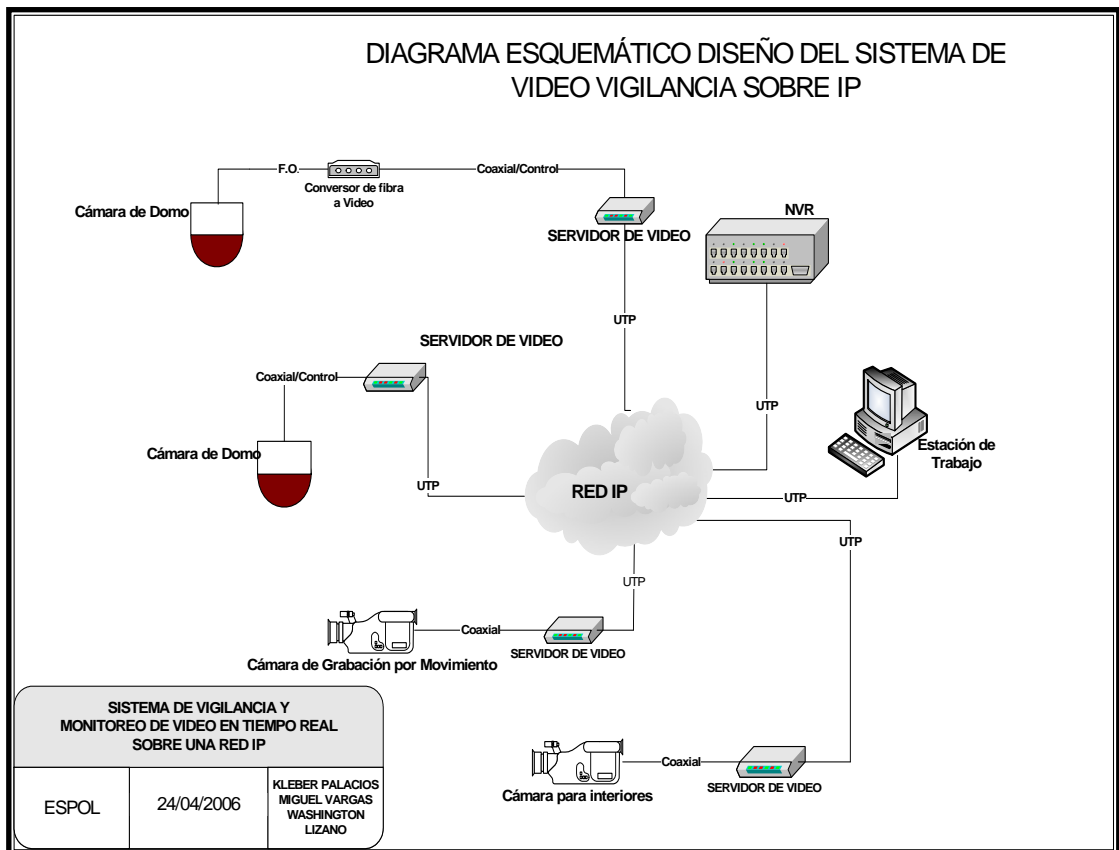 DIAGRAMA ESQUEMÁTICO DISEÑO DEL SISTEMA DE
VIDEO VIGILANCIA SOBRE IP
F.O.
Conversor de fibra
a Video
Coaxial/Control
Cámara de Domo
SERVIDOR DE VIDEO
NVR
UTP
SERVIDOR DE VIDEO
Coaxial/Control
UTP
Cámara de Domo
Estación de
Trabajo
UTP
RED IP
UTP
UTP
UTP
Coaxial
SERVIDOR DE VIDEO
Cámara de Grabación por Movimiento
Coaxial
SERVIDOR DE VIDEO
Cámara para interiores
SISTEMA DE VIGILANCIA Y
MONITOREO DE VIDEO EN TIEMPO REAL
SOBRE UNA RED IP
ESPOL
24/04/2006
KLEBER PALACIOS
MIGUEL VARGAS
WASHINGTON
LIZANO